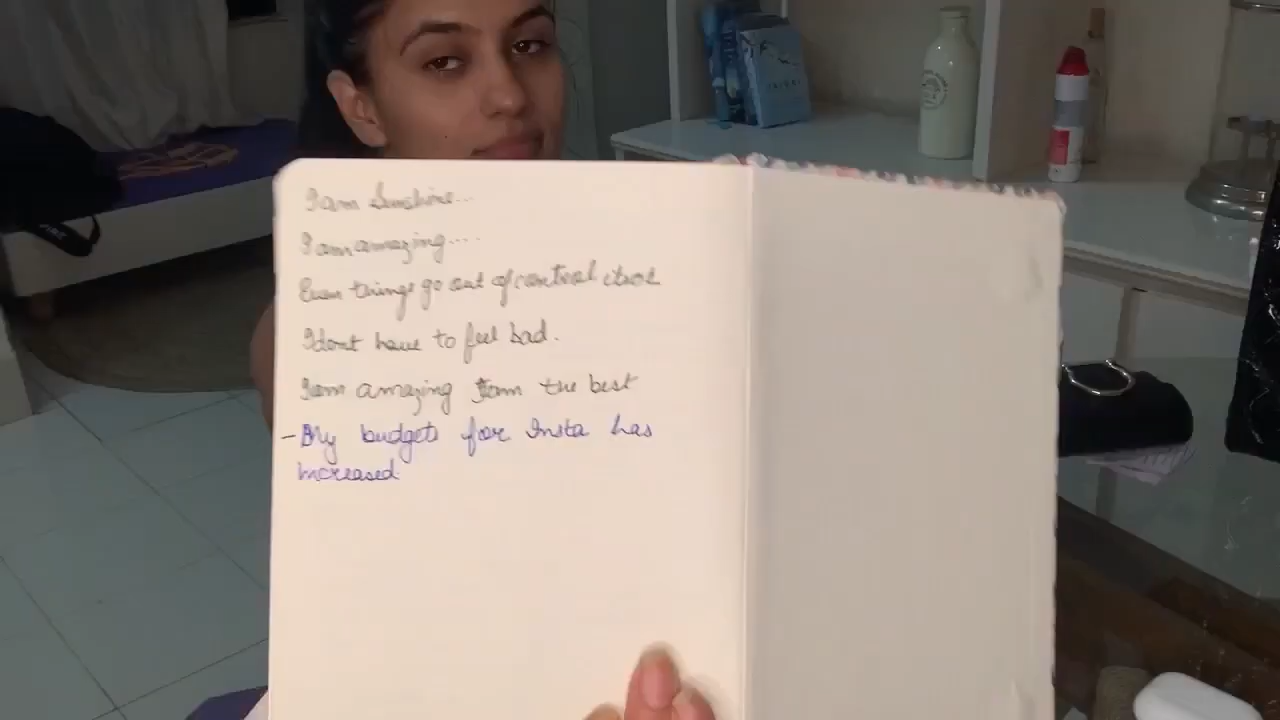 I am Sunshine...
I am amazing....
Even things go out of control
I dont have to feel bad.
I am amazing I am the best
- My budgets for Insta has
increased